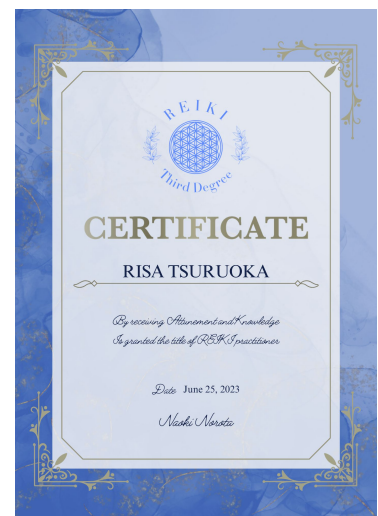 REIKI
Third Degree
CERTIFICATE
RISA TSURUOKA
By receiving Attunement and Knowledge
Is granted the title of REIKI practitioner
Date June 25, 2023
Naoki Norota